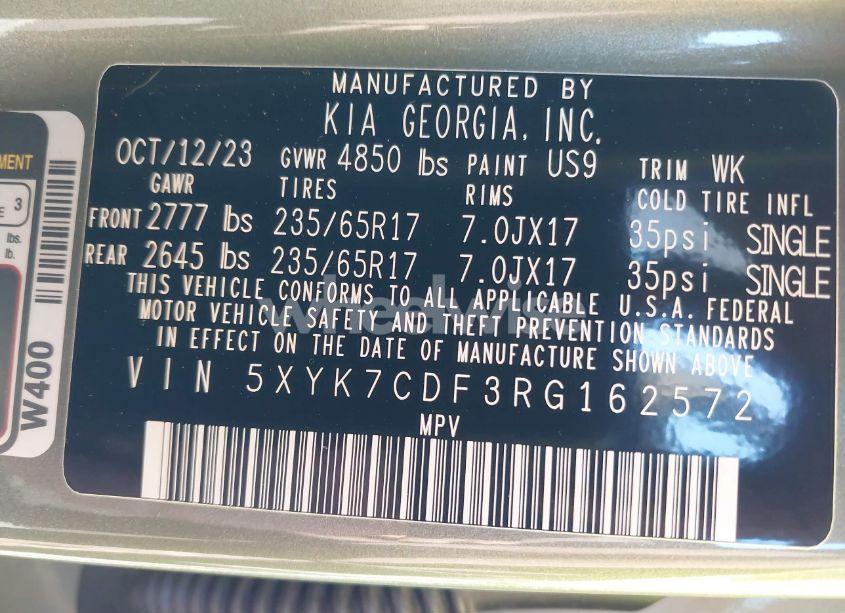 MANUFACTURED BY
KIA GEORGIA, INC.
OCT/12/23 GVWR 4850 lbs PAINT US9 TRIM WK
GAWR TIRES RIMS COLD TIRE INFL
FRONT 2777 lbs 235/65R17 7.0JX17 35psi SINGLE
REAR 2645 lbs 235/65R17 7.0JX17 35psi SINGLE
THIS VEHICLE CONFORMS TO ALL APPLICABLE U.S.A. FEDERAL
MOTOR VEHICLE SAFETY AND THEFT PREVENTION STANDARDS
IN EFFECT ON THE DATE OF MANUFACTURE SHOWN ABOVE
VIN 5XYK7CDF3RG162572
MPV
W400
3
lbs.
lb.